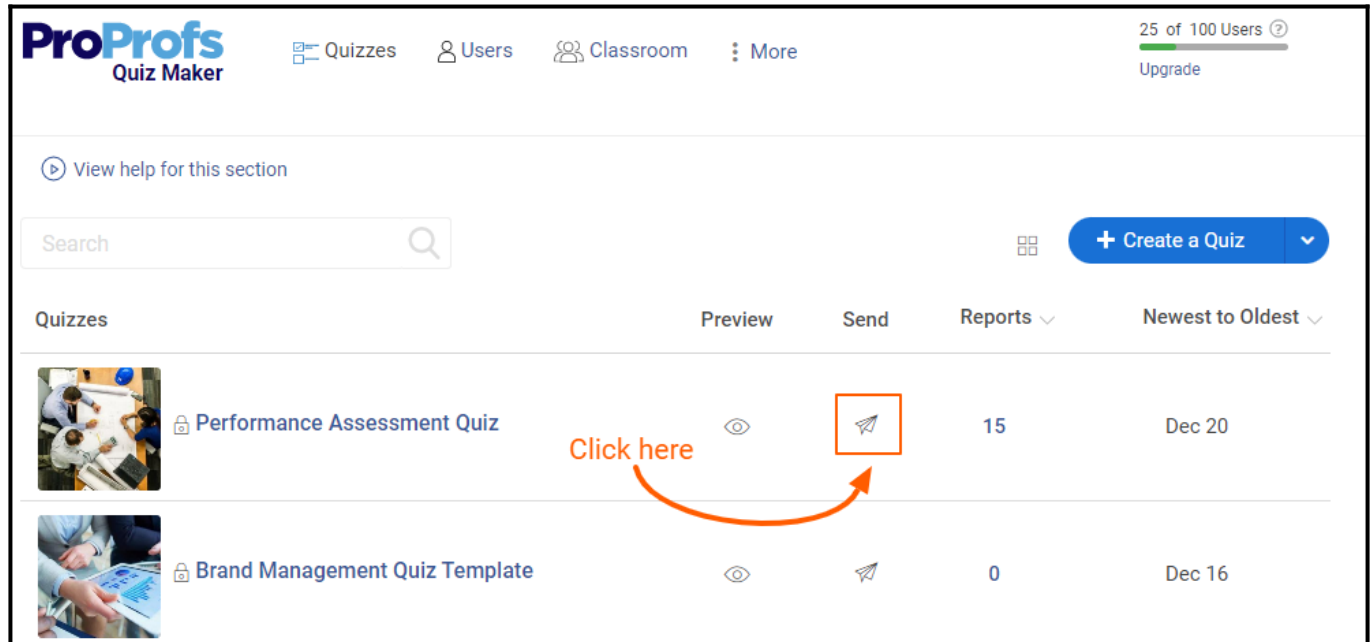 ProProfs
Quiz Maker
Quizzes
Users
Classroom
More
25 of 100 Users ?
Upgrade
View help for this section
Search
+ Create a Quiz
Quizzes
Preview
Send
Reports
Newest to Oldest
Performance Assessment Quiz
15
Dec 20
Click here
Brand Management Quiz Template
0
Dec 16